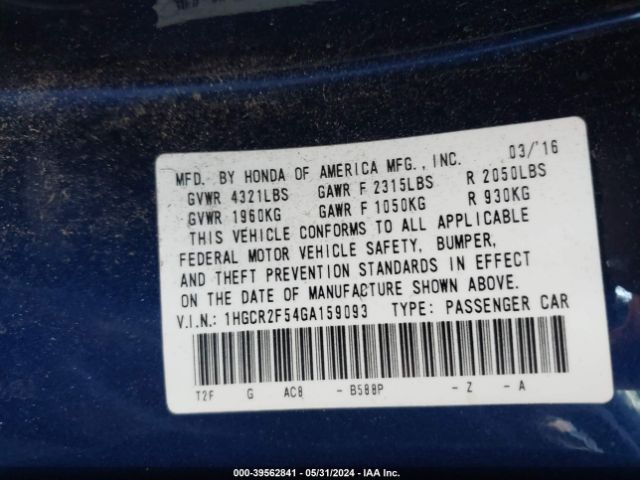 MFD. BY HONDA OF AMERICA MFG., INC. 03/'16
GVWR 4321LBS GAWR F 2315LBS R 2050LBS
GVWR 1960KG GAWR F 1050KG R 930KG
THIS VEHICLE CONFORMS TO ALL APPLICABLE
FEDERAL MOTOR VEHICLE SAFETY, BUMPER,
AND THEFT PREVENTION STANDARDS IN EFFECT
ON THE DATE OF MANUFACTURE SHOWN ABOVE.
V.I.N.: 1HGCR2F54GA159093 TYPE: PASSENGER CAR
T2F G AC8 - B588P - Z - A
000-39562841 - 05/31/2024 - IAA Inc.